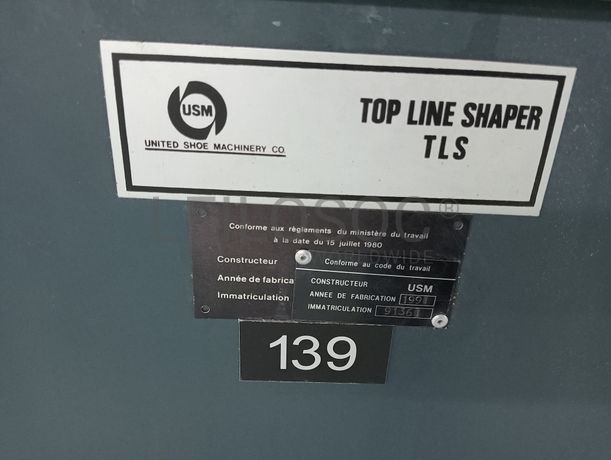 USM
UNITED SHOE MACHINERY CO.
TOP LINE SHAPER
TLS
LEILOSOC®
WORLDWIDE
Conforme aux règlements du ministère du travail
à la date du 15 juillet 1980
Constructeur
Année de fabrica
Immatriculation
Conforme au code du travail
CONSTRUCTEUR USM
ANNEE DE FABRICATION 1991
IMMATRICULATION
139